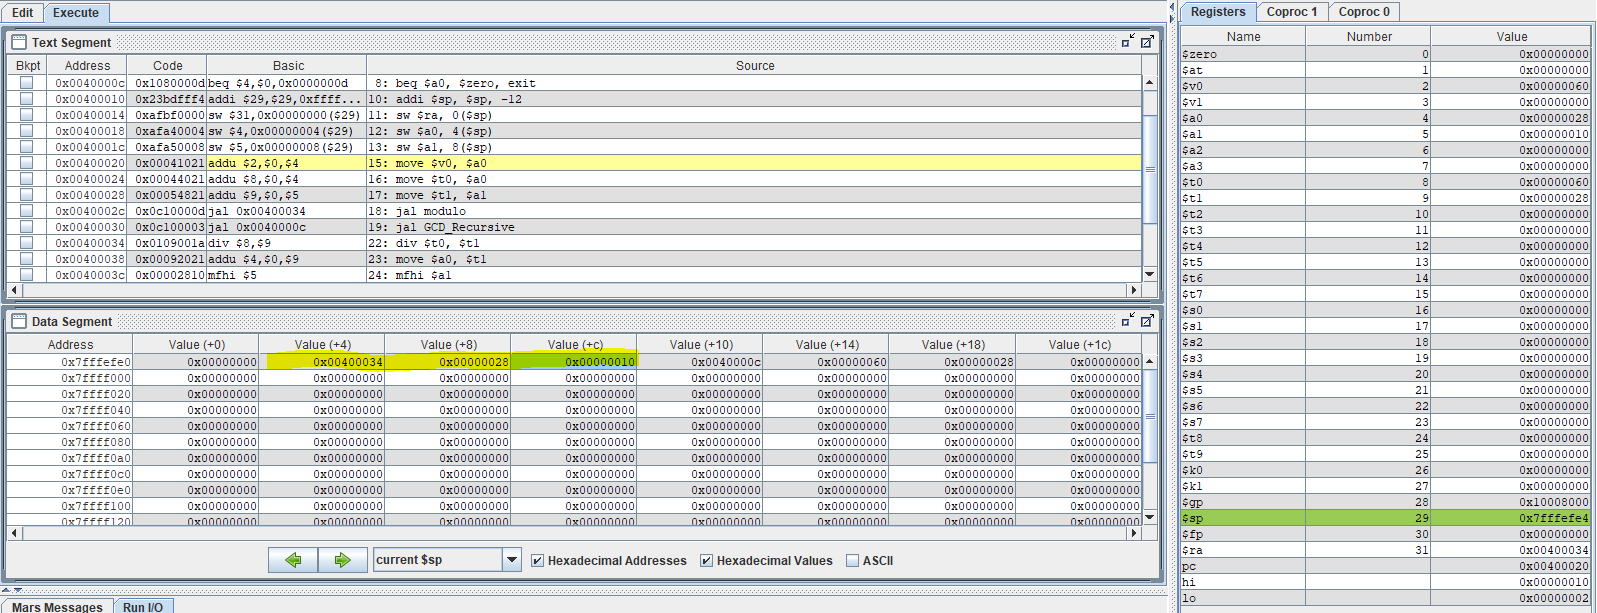 Edit Execute
Text Segment
Bkpt Address Code Basic Source
0x0040000c 0x1080000d beq $4,$0,0x0000000d 8: beq $a0, $zero, exit
0x00400010 0x23bdfff4 addi $29,$29,0xffff... 10: addi $sp, $sp, -12
0x00400014 0xafbf0000 sw $31,0x00000000($29) 11: sw $ra, 0($sp)
0x00400018 0xafa40004 sw $4,0x00000004($29) 12: sw $a0, 4($sp)
0x0040001c 0xafa50008 sw $5,0x00000008($29) 13: sw $a1, 8($sp)
0x00400020 0x00041021 addu $2,$0,$4 15: move $v0, $a0
0x00400024 0x00044021 addu $8,$0,$4 16: move $t0, $a0
0x00400028 0x00054821 addu $9,$0,$5 17: move $t1, $a1
0x0040002c 0x0c10000d jal 0x00400034 18: jal modulo
0x00400030 0x0c100003 jal 0x0040000c 19: jal GCD_Recursive
0x00400034 0x0109001a div $8,$9 22: div $t0, $t1
0x00400038 0x00092021 addu $4,$0,$9 23: move $a0, $t1
0x0040003c 0x00002810 mfhi $5 24: mfhi $a1
Data Segment
Address Value (+0) Value (+4) Value (+8) Value (+c) Value (+10) Value (+14) Value (+18) Value (+1c)
0x7fffefe0 0x00000000 0x00400034 0x00000028 0x00000010 0x0040000c 0x00000060 0x00000028 0x00000000
0x7ffff000 0x00000000 0x00000000 0x00000000 0x00000000 0x00000000 0x00000000 0x00000000 0x00000000
0x7ffff020 0x00000000 0x00000000 0x00000000 0x00000000 0x00000000 0x00000000 0x00000000 0x00000000
0x7ffff040 0x00000000 0x00000000 0x00000000 0x00000000 0x00000000 0x00000000 0x00000000 0x00000000
0x7ffff060 0x00000000 0x00000000 0x00000000 0x00000000 0x00000000 0x00000000 0x00000000 0x00000000
0x7ffff080 0x00000000 0x00000000 0x00000000 0x00000000 0x00000000 0x00000000 0x00000000 0x00000000
0x7ffff0a0 0x00000000 0x00000000 0x00000000 0x00000000 0x00000000 0x00000000 0x00000000 0x00000000
0x7ffff0c0 0x00000000 0x00000000 0x00000000 0x00000000 0x00000000 0x00000000 0x00000000 0x00000000
0x7ffff0e0 0x00000000 0x00000000 0x00000000 0x00000000 0x00000000 0x00000000 0x00000000 0x00000000
0x7ffff100 0x00000000 0x00000000 0x00000000 0x00000000 0x00000000 0x00000000 0x00000000 0x00000000
0x7ffff120 0x00000000 0x00000000 0x00000000 0x00000000 0x00000000 0x00000000 0x00000000 0x00000000
current $sp Hexadecimal Addresses Hexadecimal Values ASCII
Mars Messages Run I/O
Registers Coproc 1 Coproc 0
Name Number Value
$zero 0 0x00000000
$at 1 0x00000000
$v0 2 0x00000060
$v1 3 0x00000000
$a0 4 0x00000028
$a1 5 0x00000010
$a2 6 0x00000000
$a3 7 0x00000000
$t0 8 0x00000060
$t1 9 0x00000028
$t2 10 0x00000000
$t3 11 0x00000000
$t4 12 0x00000000
$t5 13 0x00000000
$t6 14 0x00000000
$t7 15 0x00000000
$s0 16 0x00000000
$s1 17 0x00000000
$s2 18 0x00000000
$s3 19 0x00000000
$s4 20 0x00000000
$s5 21 0x00000000
$s6 22 0x00000000
$s7 23 0x00000000
$t8 24 0x00000000
$t9 25 0x00000000
$k0 26 0x00000000
$k1 27 0x00000000
$gp 28 0x10008000
$sp 29 0x7fffefe4
$fp 30 0x00000000
$ra 31 0x00400034
pc 0x00400020
hi 0x00000010
lo 0x00000002